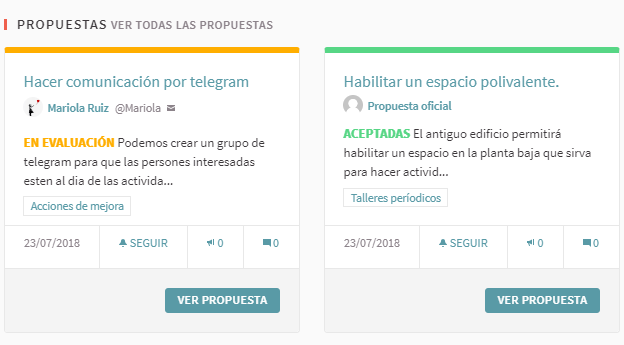 PROPUESTAS VER TODAS LAS PROPUESTAS
Hacer comunicación por telegram
Mariola Ruiz @Mariola
EN EVALUACIÓN Podemos crear un grupo de
telegram para que las personas interesadas
esten al dia de las activida...
Acciones de mejora
23/07/2018 SEGUIR 0 0
VER PROPUESTA
Habilitar un espacio polivalente.
Propuesta oficial
ACEPTADAS El antiguo edificio permitirá
habilitar un espacio en la planta baja que sirva
para hacer activid...
Talleres períodicos
23/07/2018 SEGUIR 0 0
VER PROPUESTA